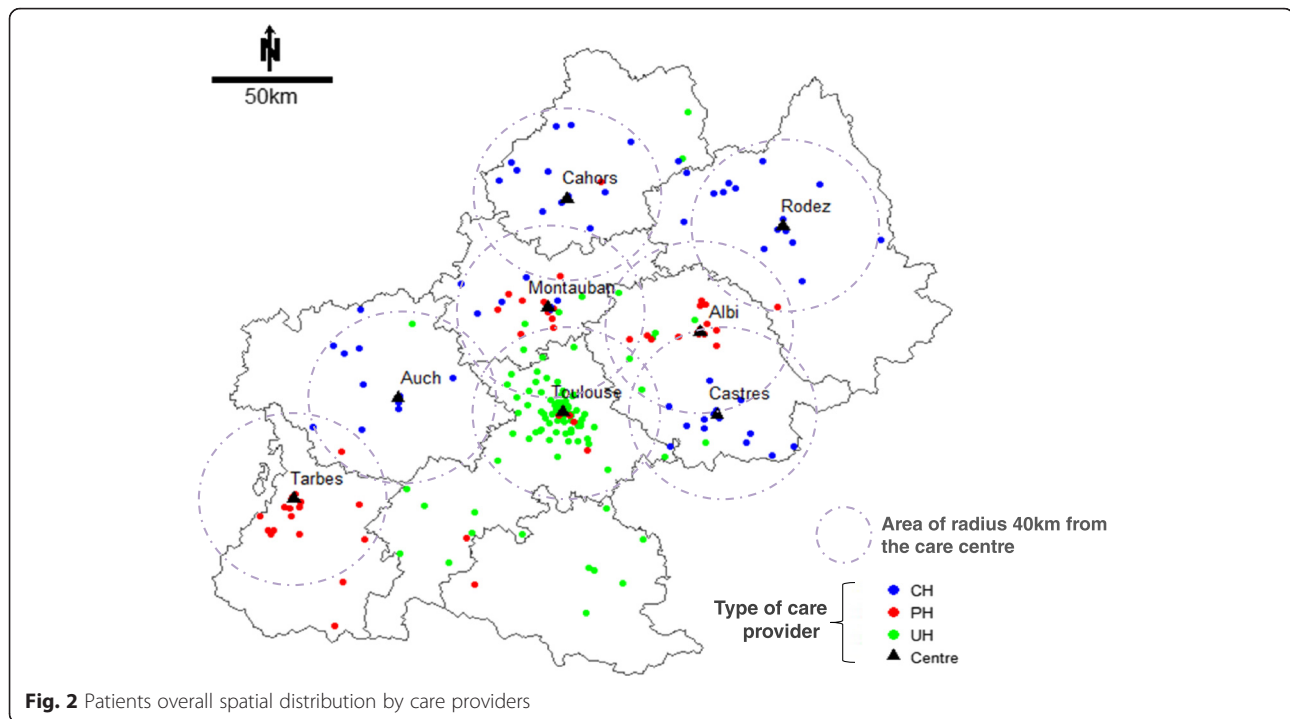 N
50km
Cahors
Rodez
Montauban
Albi
Auch
Toulouse
Castres
Tarbes
Area of radius 40km from
the care centre
Type of care
provider
CH
PH
UH
Centre
Fig. 2 Patients overall spatial distribution by care providers